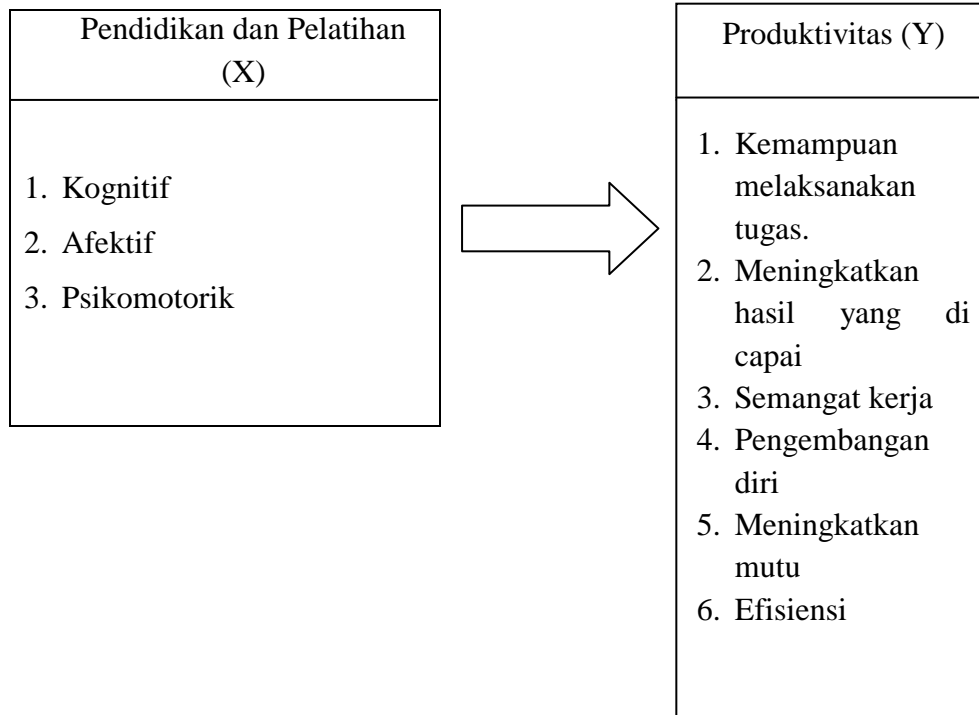 Pendidikan dan Pelatihan
(X)
1. Kognitif
2. Afektif
3. Psikomotorik
Produktivitas (Y)
1. Kemampuan
melaksanakan
tugas.
2. Meningkatkan
hasil yang di
capai
3. Semangat kerja
4. Pengembangan
diri
5. Meningkatkan
mutu
6. Efisiensi